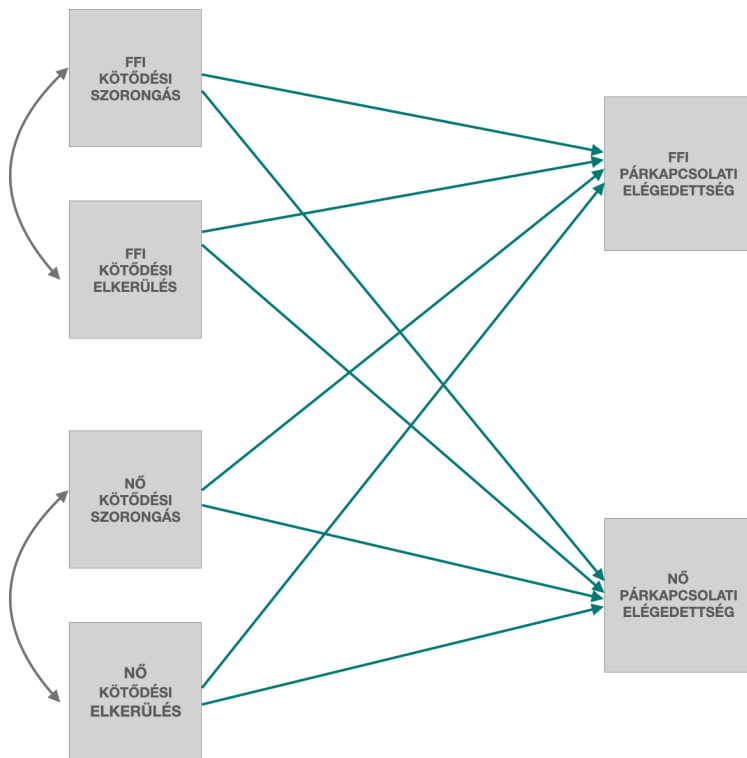 FFI
KÖTŐDÉSI
SZORONGÁS
FFI
KÖTŐDÉSI
ELKERÜLÉS
NŐ
KÖTŐDÉSI
SZORONGÁS
NŐ
KÖTŐDÉSI
ELKERÜLÉS
FFI
PÁRKAPCSOLATI
ELÉGEDETTSÉG
NŐ
PÁRKAPCSOLATI
ELÉGEDETTSÉG